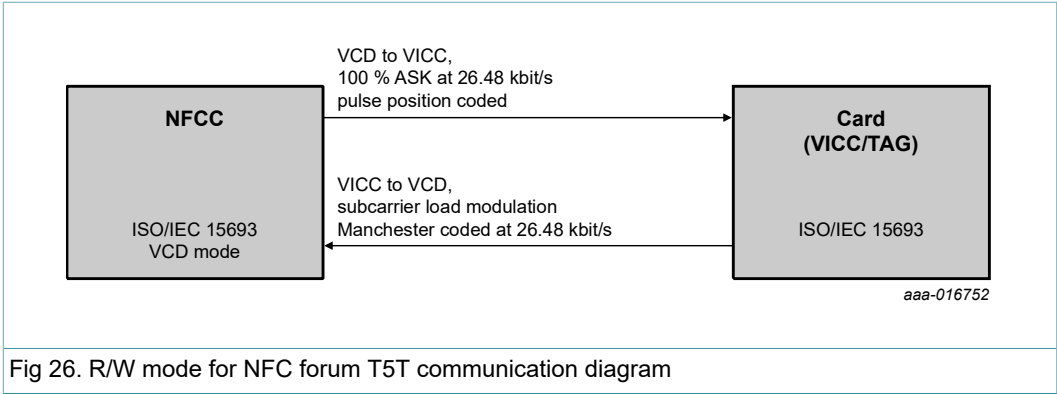 VCD to VICC,
100 % ASK at 26.48 kbit/s
pulse position coded
NFCC
Card
(VICC/TAG)
VICC to VCD,
subcarrier load modulation
Manchester coded at 26.48 kbit/s
ISO/IEC 15693
VCD mode
ISO/IEC 15693
aaa-016752
Fig 26. R/W mode for NFC forum T5T communication diagram